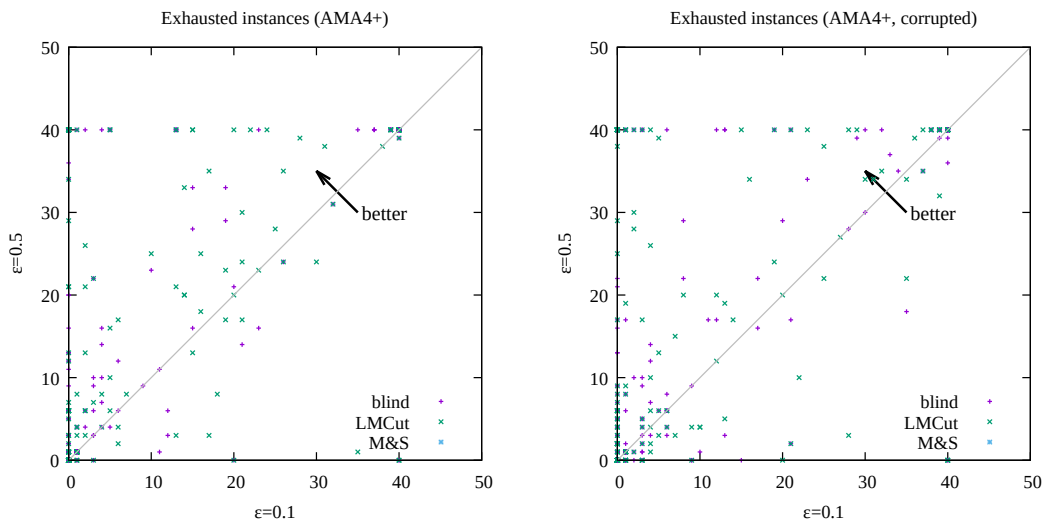 Exhausted instances (AMA4+)
50
40
30
20
10
0
ε=0.5
better
blind
LMCut
M&S
0 10 20 30 40 50
ε=0.1
Exhausted instances (AMA4+, corrupted)
50
40
30
20
10
0
ε=0.5
better
blind
LMCut
M&S
0 10 20 30 40 50
ε=0.1